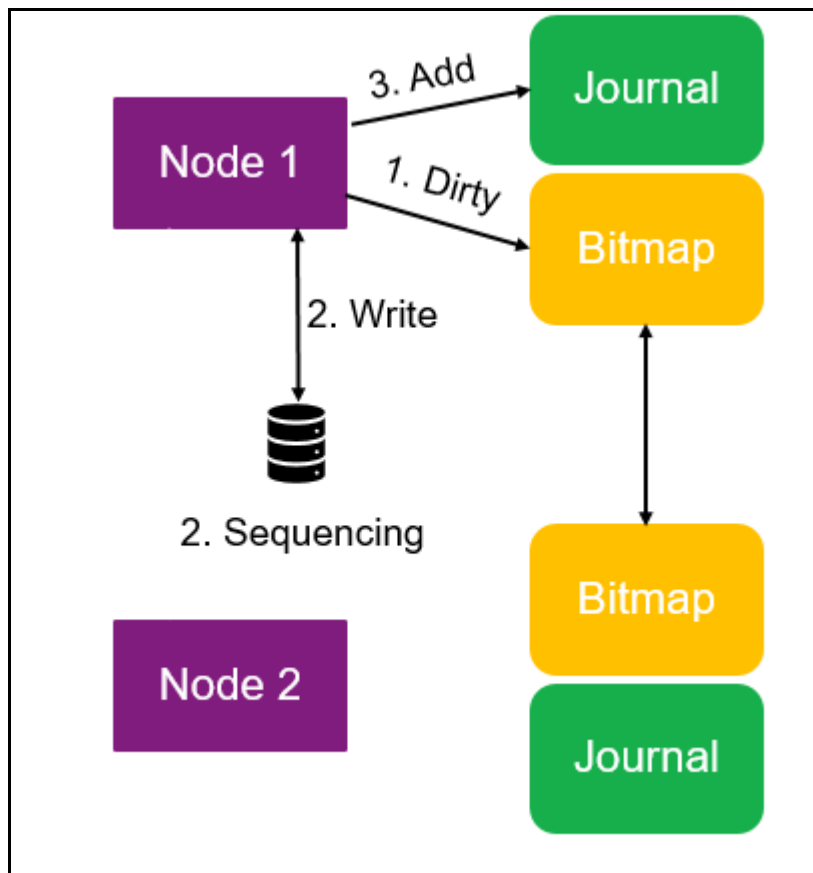 3. Add
Journal
Node 1
1. Dirty
Bitmap
2. Write
2. Sequencing
Bitmap
Node 2
Journal